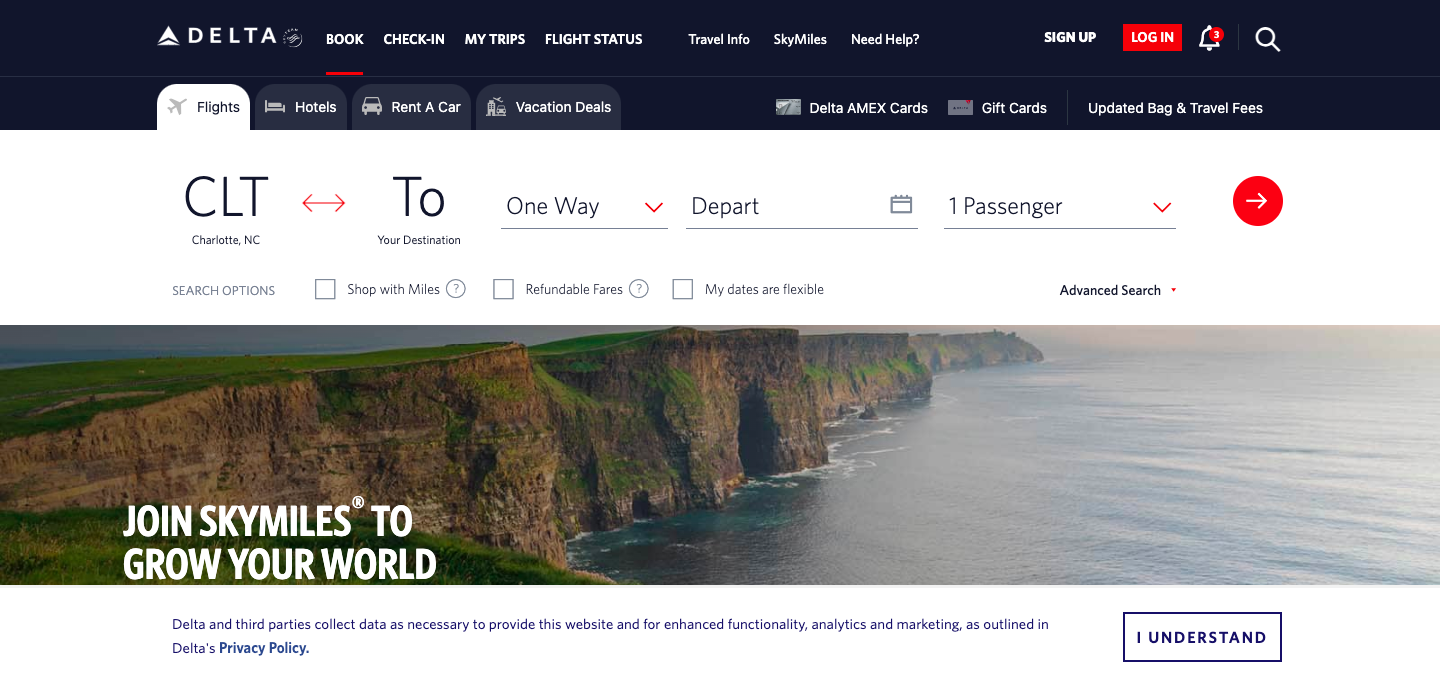 DELTA
BOOK CHECK-IN MY TRIPS FLIGHT STATUS Travel Info SkyMiles Need Help? SIGN UP LOG IN 3
Flights Hotels Rent A Car Vacation Deals Delta AMEX Cards Gift Cards Updated Bag & Travel Fees
CLT To One Way Depart 1 Passenger
Charlotte, NC Your Destination
SEARCH OPTIONS Shop with Miles ? Refundable Fares ? My dates are flexible Advanced Search
JOIN SKYMILES® TO
GROW YOUR WORLD
Delta and third parties collect data as necessary to provide this website and for enhanced functionality, analytics and marketing, as outlined in
Delta's Privacy Policy.
I UNDERSTAND